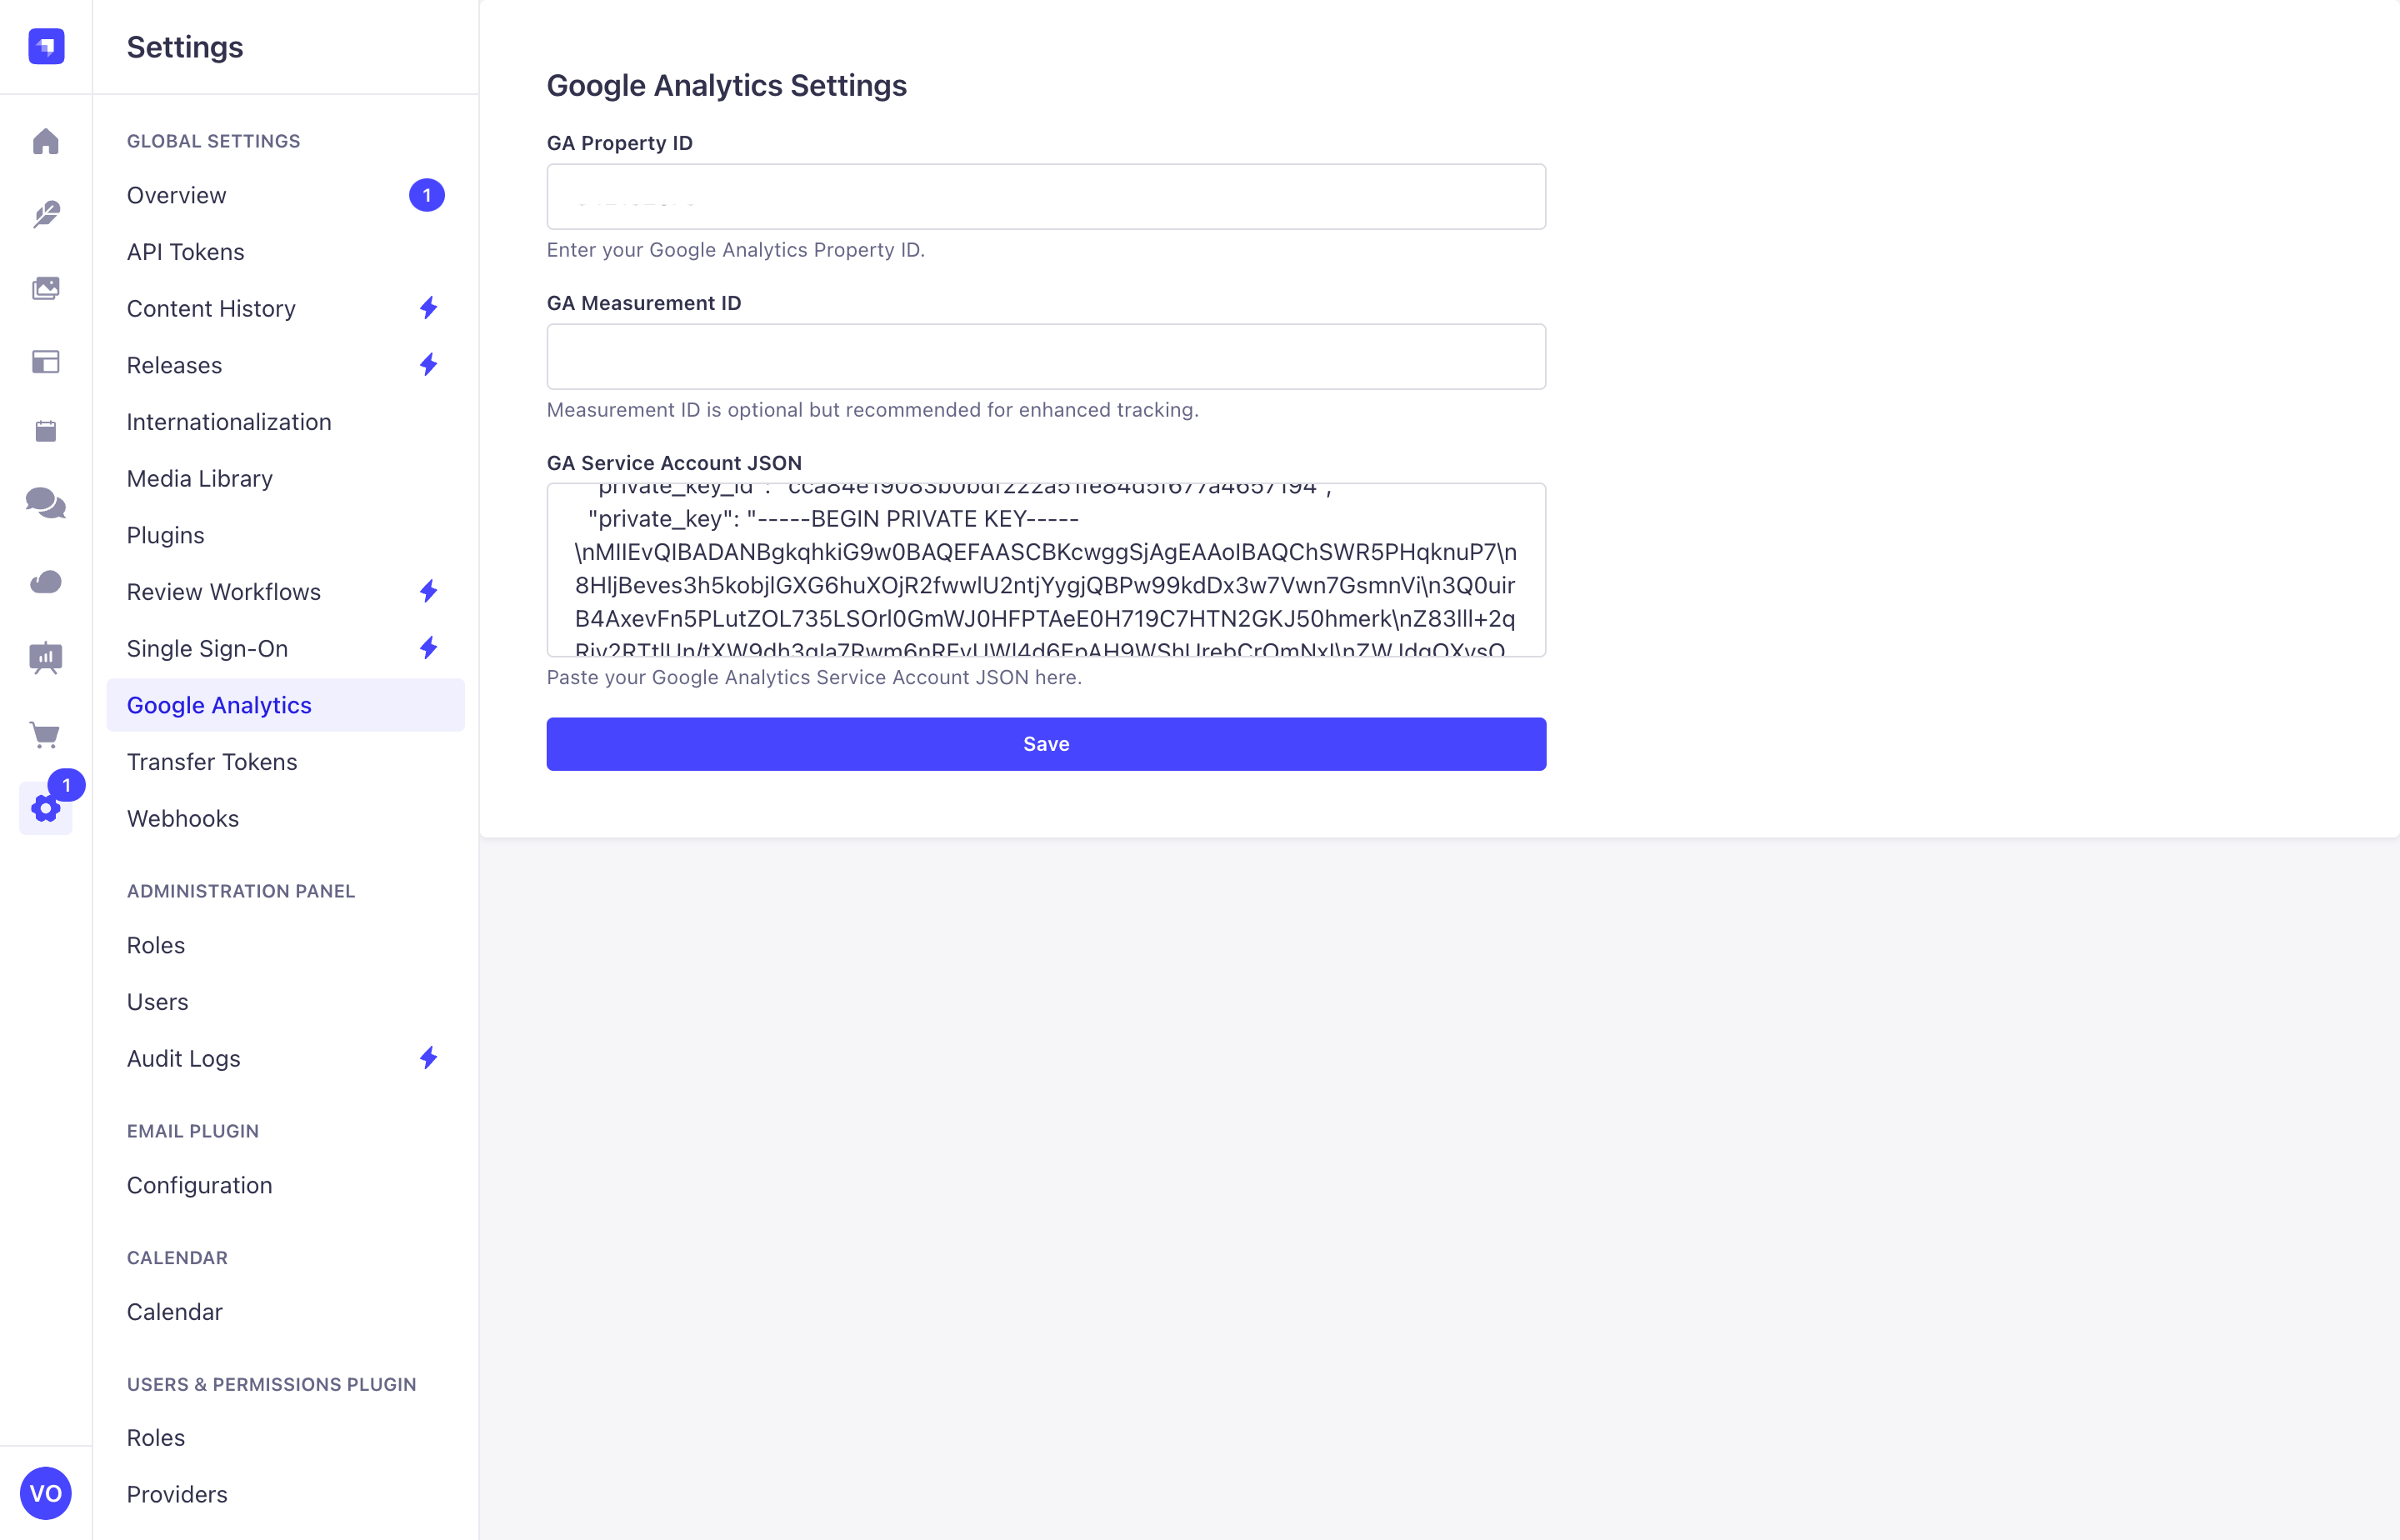 Settings
GLOBAL SETTINGS
Overview 1
API Tokens
Content History
Releases
Internationalization
Media Library
Plugins
Review Workflows
Single Sign-On
Google Analytics
Transfer Tokens
1
Webhooks
ADMINISTRATION PANEL
Roles
Users
Audit Logs
EMAIL PLUGIN
Configuration
CALENDAR
Calendar
USERS & PERMISSIONS PLUGIN
Roles
Providers
VO
Google Analytics Settings
GA Property ID
Enter your Google Analytics Property ID.
GA Measurement ID
Measurement ID is optional but recommended for enhanced tracking.
GA Service Account JSON
"private_key": "-----BEGIN PRIVATE KEY-----
\nMIIEvQIBADANBgkqhkiG9w0BAQEFAASCBKcwggSjAgEAAoIBAQChSWR5PHqknuP7\n
8HljBeves3h5kobjlGXG6huXOjR2fwwlU2ntjYygjQBPw99kdDx3w7Vwn7GsmnVi\n3Q0uir
B4AxevFn5PLutZOL735LSOrl0GmWJ0HFPTAeE0H719C7HTN2GKJ50hmerk\nZ83lll+2q
Paste your Google Analytics Service Account JSON here.
Save